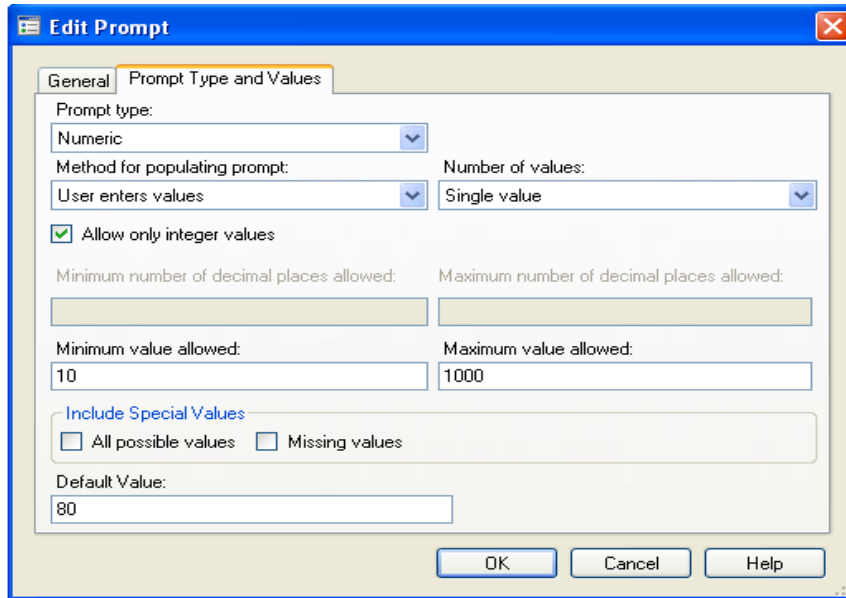 Edit Prompt
General Prompt Type and Values
Prompt type:
Numeric
Method for populating prompt: Number of values:
User enters values Single value
Allow only integer values
Minimum number of decimal places allowed: Maximum number of decimal places allowed:
Minimum value allowed: Maximum value allowed:
10 1000
Include Special Values
All possible values Missing values
Default Value:
80
OK Cancel Help